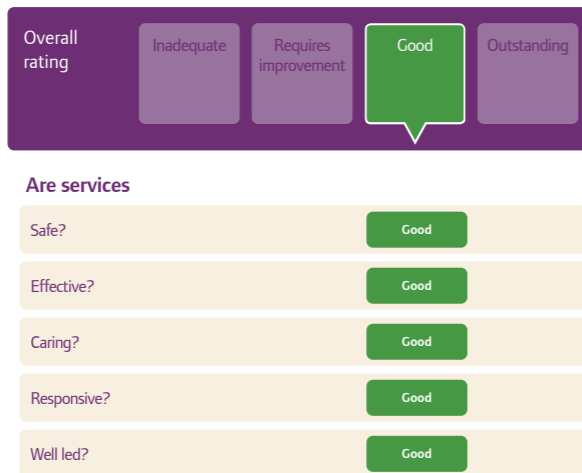 Overall
rating
Inadequate
Requires
improvement
Good
Outstanding
Are services
Safe?
Good
Effective?
Good
Caring?
Good
Responsive?
Good
Well led?
Good